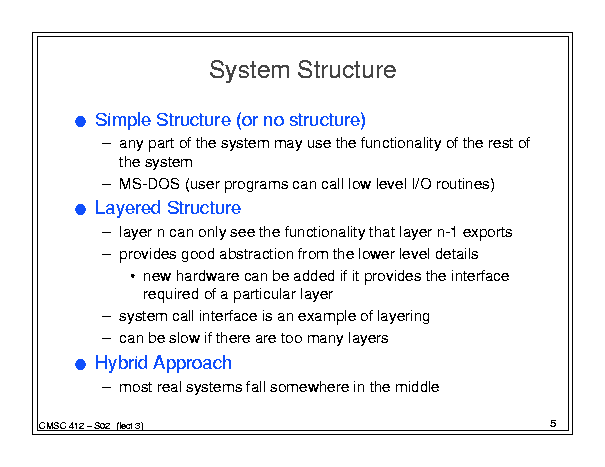 System Structure
● Simple Structure (or no structure)
– any part of the system may use the functionality of the rest of
the system
– MS-DOS (user programs can call low level I/O routines)
● Layered Structure
– layer n can only see the functionality that layer n-1 exports
– provides good abstraction from the lower level details
• new hardware can be added if it provides the interface
required of a particular layer
– system call interface is an example of layering
– can be slow if there are too many layers
● Hybrid Approach
– most real systems fall somewhere in the middle
CMSC 412 – S02 (lect 3)
5